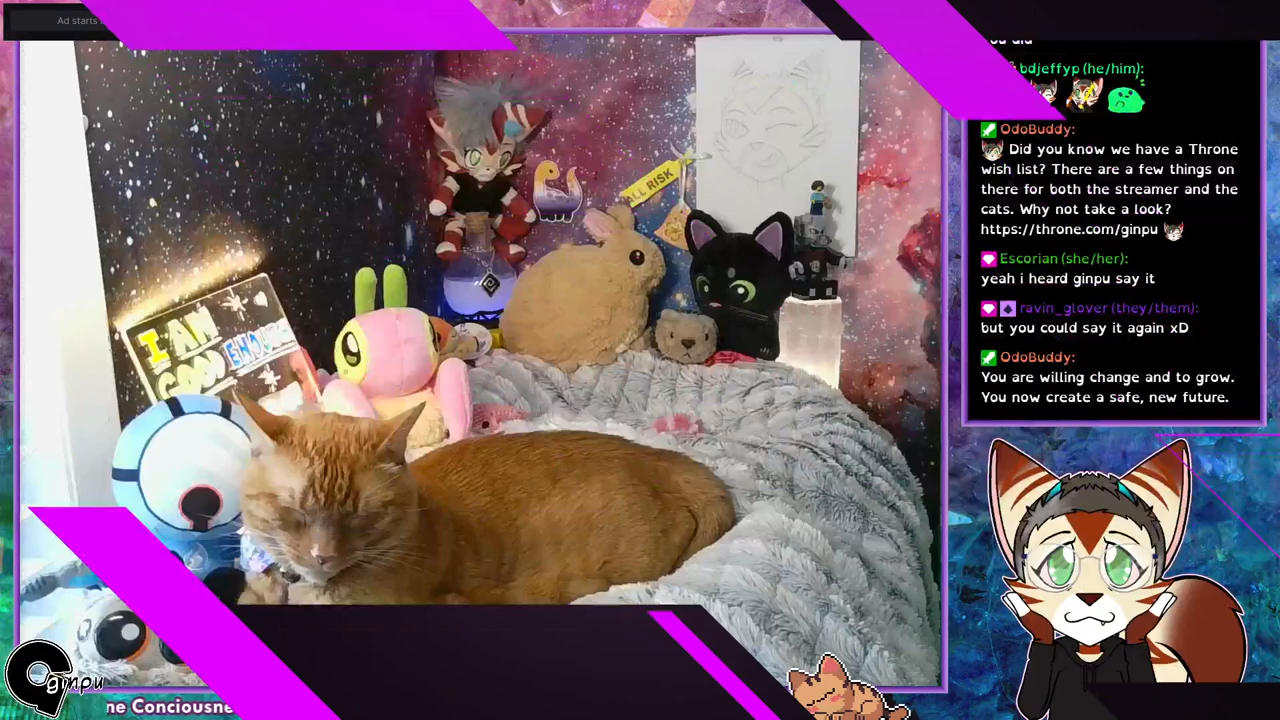 Ad starts
you did
bdjeffyp (he/him):
OdoBuddy:
Did you know we have a Throne
wish list? There are a few things on
there for both the streamer and the
cats. Why not take a look?
https://throne.com/ginpu
Escorian (she/her):
yeah i heard ginpu say it
ravin_glover (they/them):
but you could say it again xD
OdoBuddy:
You are willing change and to grow.
You now create a safe, new future.
ALL RISK
I AM
GOOD ENOUGH
ginpu
ne Conciousne